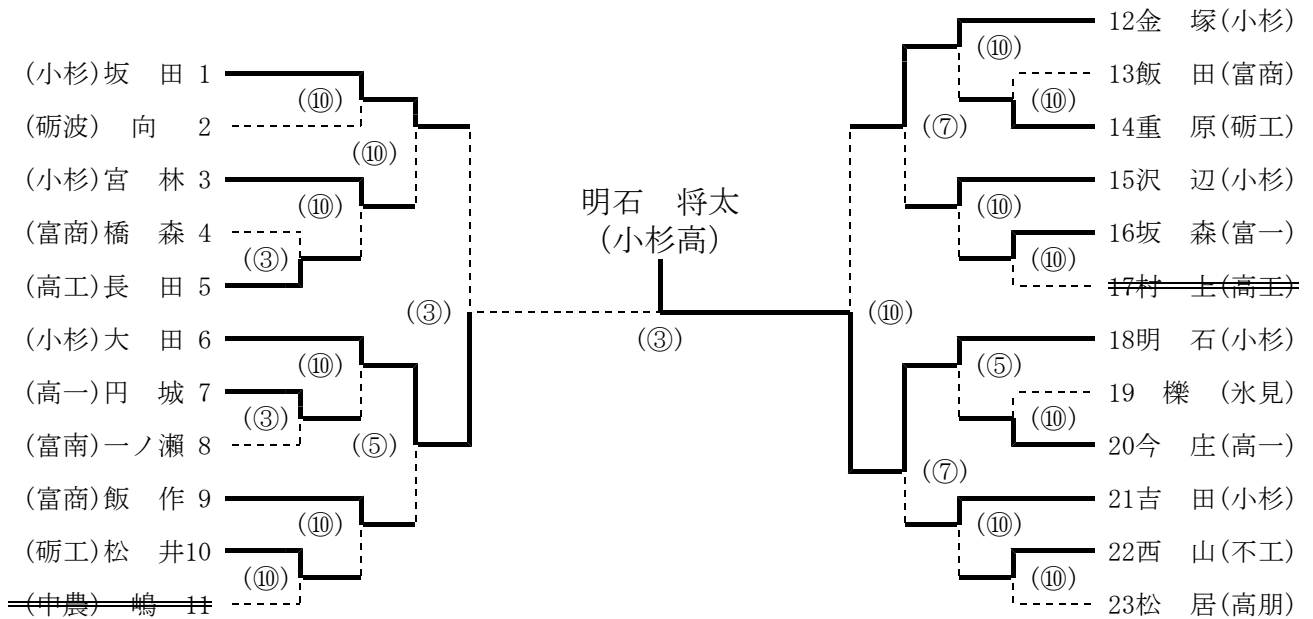 (小杉)坂　田 1
(砺波)　向　2
(小杉)宮　林 3
(富商)橋　森 4
(高工)長　田 5
(小杉)大　田 6
(高一)円　城 7
(富南)一ノ瀬 8
(富商)飯　作 9
(砺工)松　井10
(中農)　嶋　11
(⑩)
(⑩)
(⑩)
(③)
(③)
(⑩)
(③)
(⑤)
(⑩)
(⑩)
明石　将太
(小杉高)
(③)
(⑩)
(⑩)
(⑦)
(⑩)
(⑩)
(⑩)
(⑤)
(⑩)
(⑦)
(⑩)
(⑩)
12金　塚(小杉)
13飯　田(富商)
14重　原(砺工)
15沢　辺(小杉)
16坂　森(富一)
17村　上(高工)
18明　石(小杉)
19　櫟　(氷見)
20今　庄(高一)
21吉　田(小杉)
22西　山(不工)
23松　居(高朋)